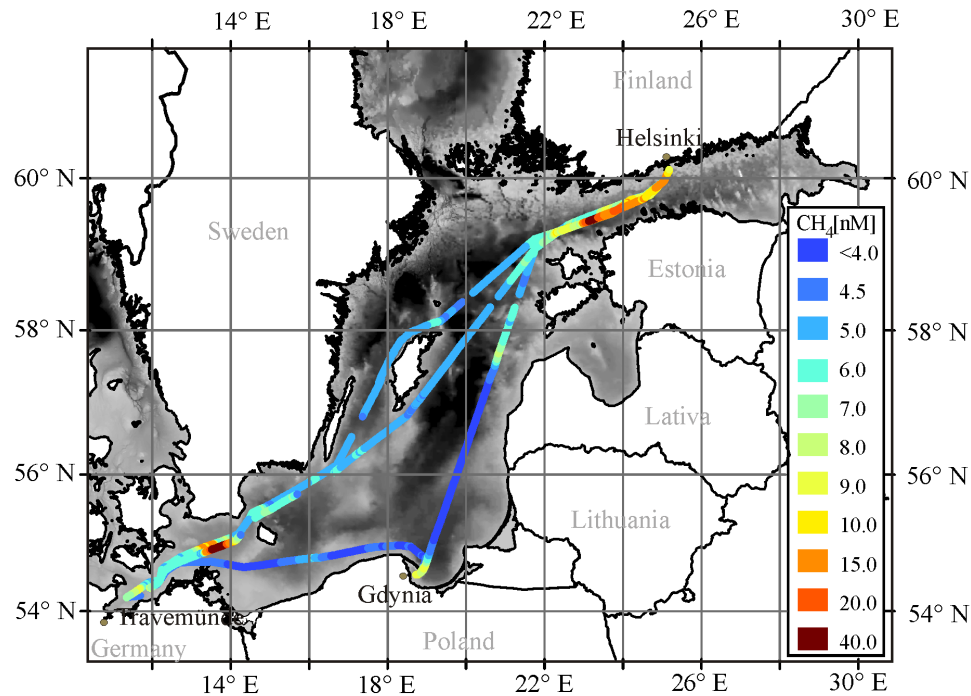 14° E 18° E 22° E 26° E 30° E
Finland
Helsinki
60° N 60° N
CH4[nM]
Sweden
<4.0
Estonia
4.5
5.0
58° N 58° N
6.0
7.0
Lativa
8.0
56° N 56° N
9.0
10.0
Lithuania
15.0
Gdynia
20.0
54° N 54° N
Travemünde
40.0
Germany
Poland
14° E 18° E 22° E 26° E 30° E